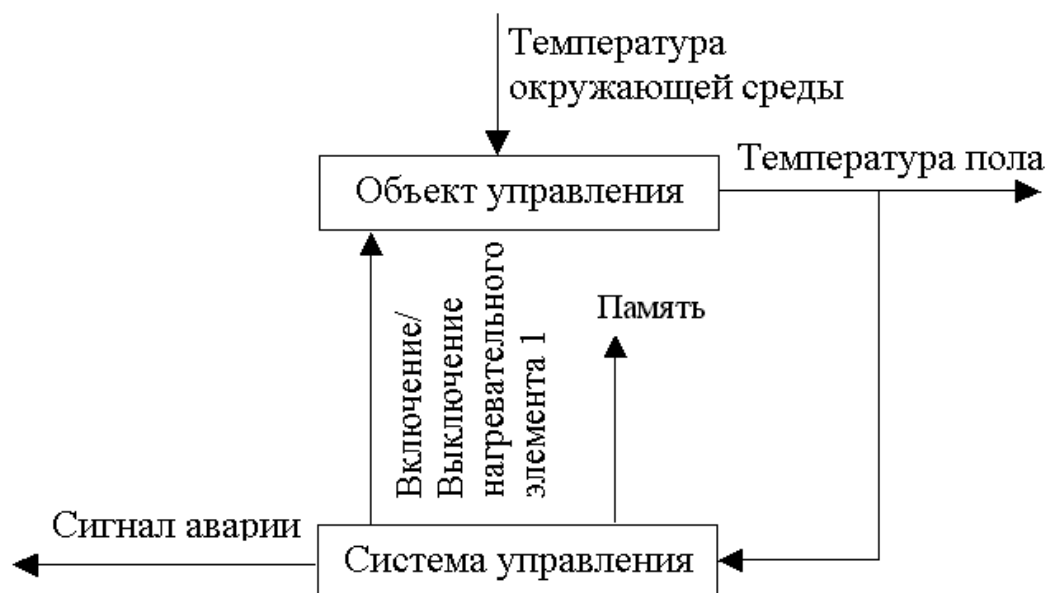 Температура
окружающей среды
Температура пола
Объект управления
Включение/
Выключение
нагревательного
элемента 1
Память
Сигнал аварии
Система управления